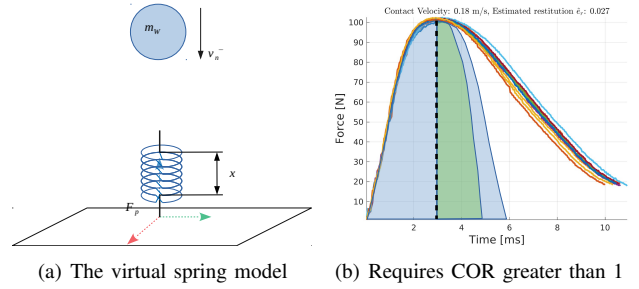 m_w
v_n^-
x
F_p
(a) The virtual spring model
Contact Velocity: 0.18 m/s, Estimated restitution ẽ_r: 0.027
Force [N]
100
90
80
70
60
50
40
30
20
10
2
4
6
8
10
Time [ms]
(b) Requires COR greater than 1